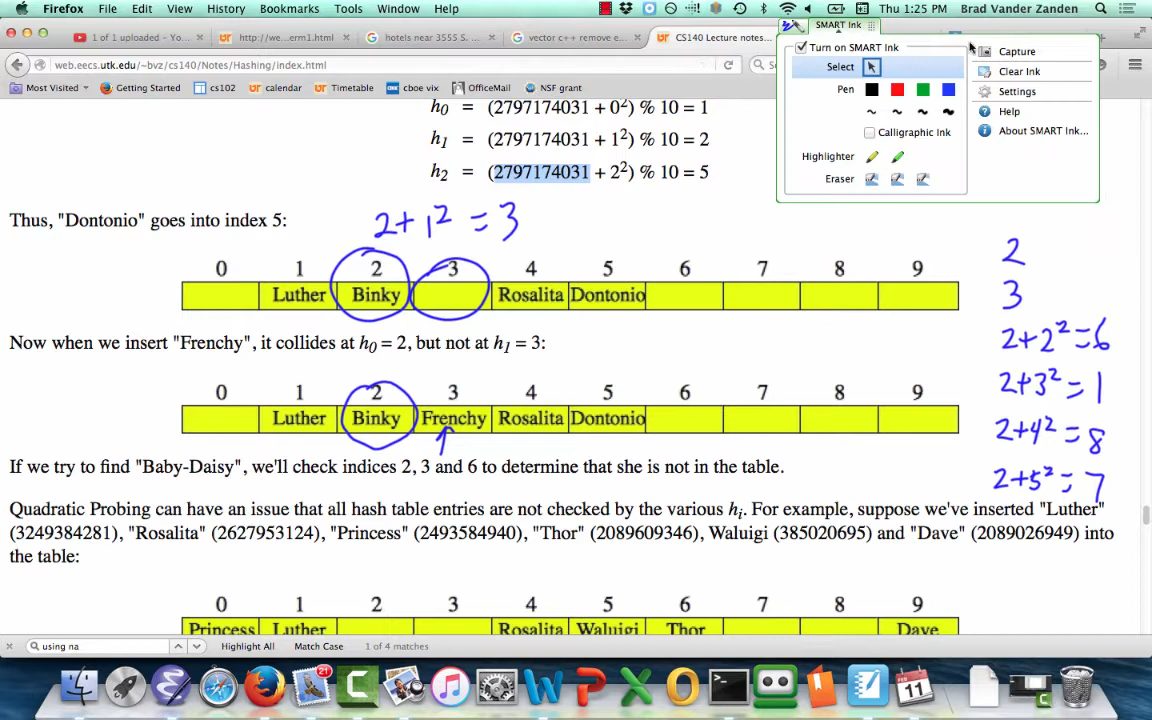 Firefox File Edit View History Bookmarks Tools Window Help Thu 1:25 PM Brad Vander Zanden
SMART Ink
1 of 1 uploaded - Yo... http://www....erm1.html hotels near 3555 S. ... vector c++ remove e... CS140 Lecture notes...
web.eecs.utk.edu/~bvz/cs140/Notes/Hashing/index.html
Most Visited Getting Started cs102 calendar Timetable cboe vix OfficeMail NSF grant
Turn on SMART Ink
Select
Pen
Calligraphic Ink
Highlighter
Eraser
Capture
Clear Ink
Settings
Help
About SMART Ink...
h0 = (2797174031 + 0²) % 10 = 1
h1 = (2797174031 + 1²) % 10 = 2
h2 = (2797174031 + 2²) % 10 = 5
Thus, "Dontonio" goes into index 5:
2+1² = 3
0 1 2 3 4 5 6 7 8 9
Luther Binky Rosalita Dontonio
Now when we insert "Frenchy", it collides at h0 = 2, but not at h1 = 3:
0 1 2 3 4 5 6 7 8 9
Luther Binky Frenchy Rosalita Dontonio
2
3
2+2²=6
2+3²=1
2+4²=8
2+5²=7
If we try to find "Baby-Daisy", we'll check indices 2, 3 and 6 to determine that she is not in the table.
Quadratic Probing can have an issue that all hash table entries are not checked by the various hi. For example, suppose we've inserted "Luther"
(3249384281), "Rosalita" (2627953124), "Princess" (2493584940), "Thor" (2089609346), Waluigi (385020695) and "Dave" (2089026949) into
the table:
0 1 2 3 4 5 6 7 8 9
Princess Luther Rosalita Waluigi Thor Dave
using na Highlight All Match Case 1 of 4 matches
21
FEB
11